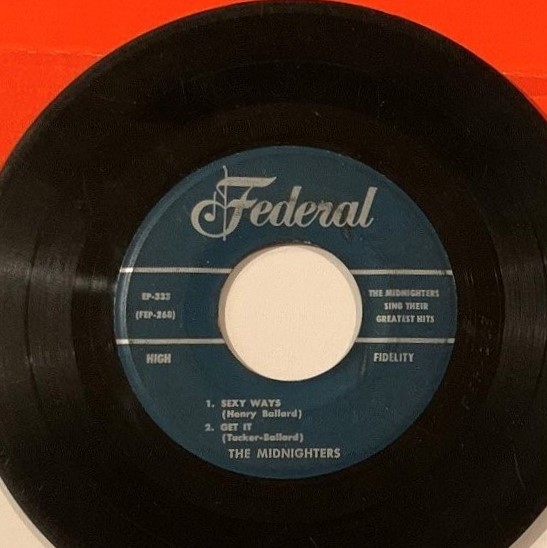 Federal
EP-333
(FEP-260)
THE MIDNIGHTERS
SING THEIR
GREATEST HITS
HIGH FIDELITY
1. SEXY WAYS
(Henry Ballard)
2. GET IT
(Tucker-Ballard)
THE MIDNIGHTERS